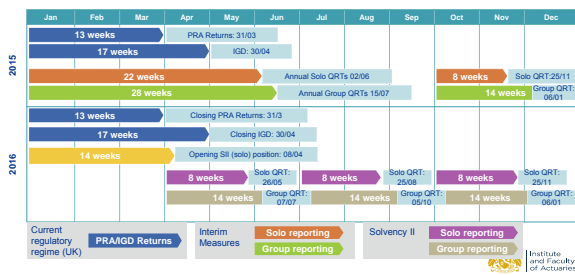 Jan Feb Mar Apr May Jun Jul Aug Sep Oct Nov Dec
2015
13 weeks PRA Returns: 31/03
17 weeks IGD: 30/04
22 weeks Annual Solo QRTs 02/06 8 weeks Solo QRT:25/11
28 weeks Annual Group QRTs 15/07 14 weeks Group QRT: 06/01
2016
13 weeks Closing PRA Returns: 31/3
17 weeks Closing IGD: 30/04
14 weeks Opening SII (solo) position: 08/04
8 weeks Solo QRT: 26/05 8 weeks Solo QRT: 25/08 8 weeks Solo QRT: 25/11
14 weeks Group QRT: 07/07 14 weeks Group QRT: 05/10 14 weeks Group QRT: 06/01
Current regulatory regime (UK) PRA/IGD Returns
Interim Measures Solo reporting Group reporting
Solvency II Solo reporting Group reporting
Institute
and Faculty
of Actuaries